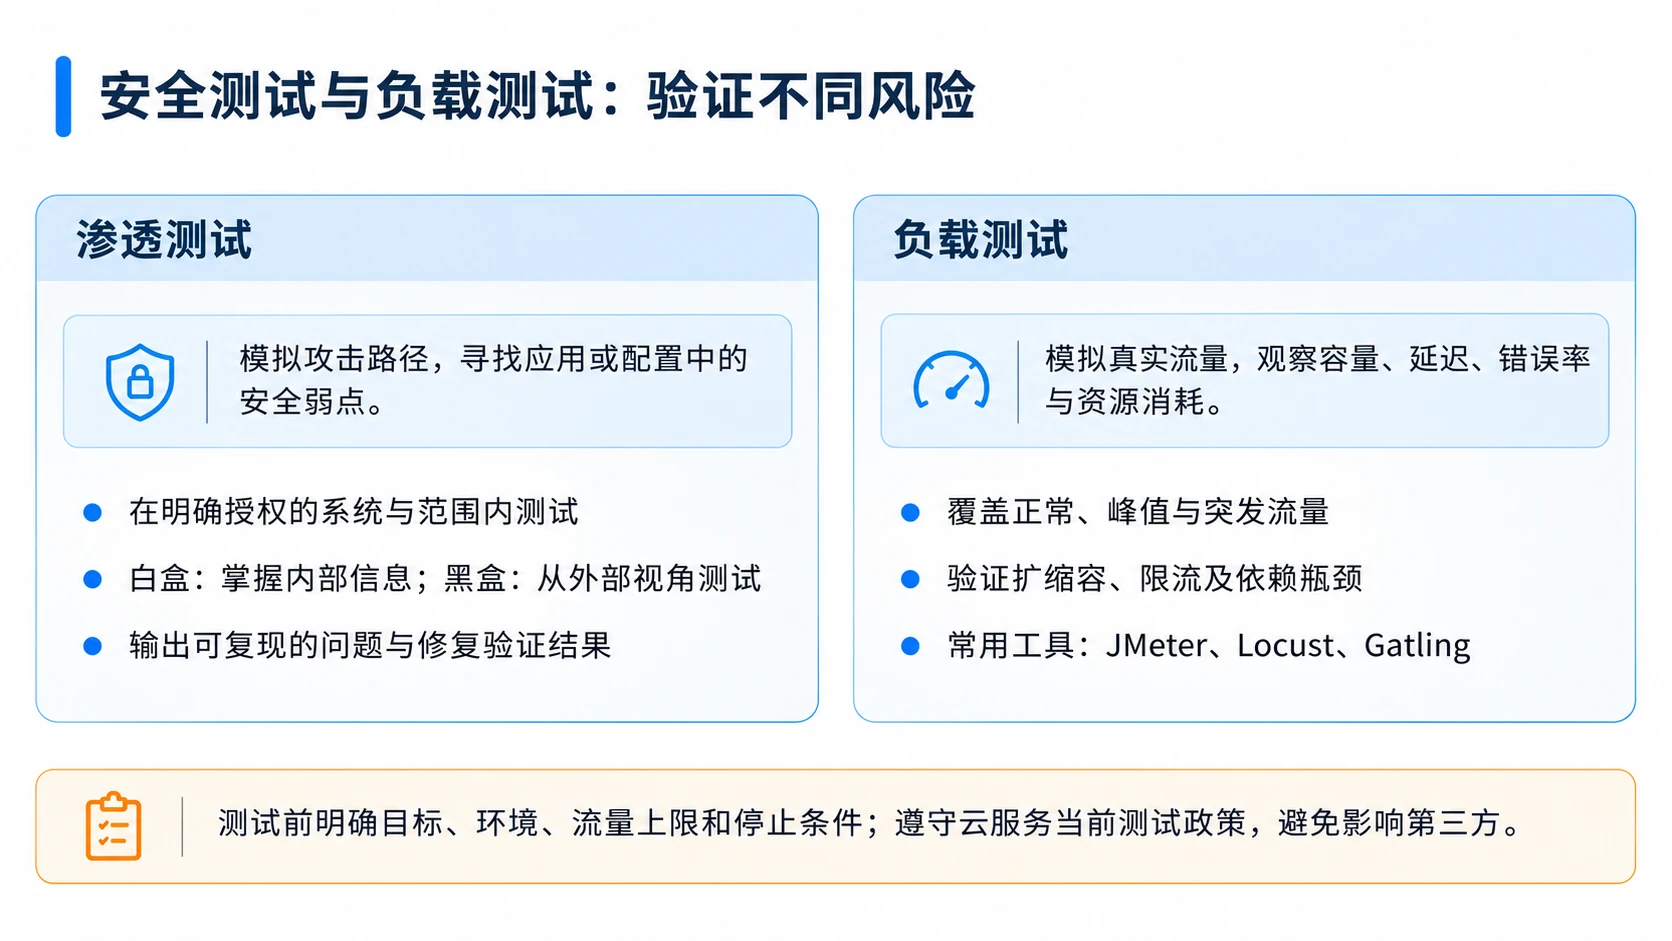 安全测试与负载测试：验证不同风险
渗透测试
模拟攻击路径，寻找应用或配置中的
安全弱点。
在明确授权的系统与范围内测试
白盒：掌握内部信息；黑盒：从外部视角测试
输出可复现的问题与修复验证结果
负载测试
模拟真实流量，观察容量、延迟、错误率
与资源消耗。
覆盖正常、峰值与突发流量
验证扩缩容、限流及依赖瓶颈
常用工具：JMeter、Locust、Gatling
测试前明确目标、环境、流量上限和停止条件；遵守云服务当前测试政策，避免影响第三方。